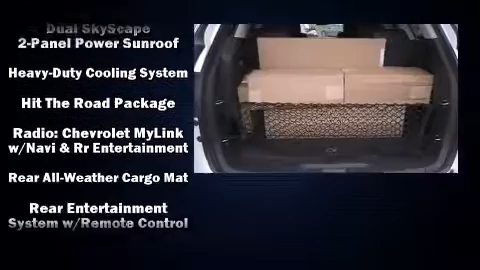 Dual SkyScape
2-Panel Power Sunroof
Heavy-Duty Cooling System
Hit The Road Package
Radio: Chevrolet MyLink
w/Navi & Rr Entertainment
Rear All-Weather Cargo Mat
Rear Entertainment
System w/Remote Control